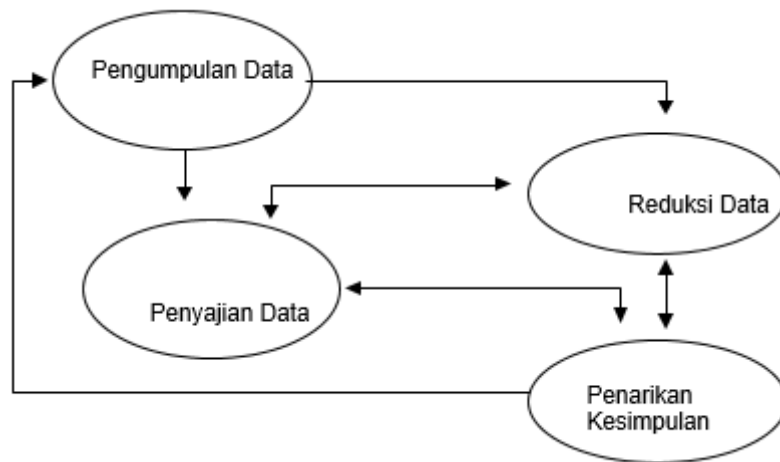 Pengumpulan Data
Reduksi Data
Penyajian Data
Penarikan
Kesimpulan